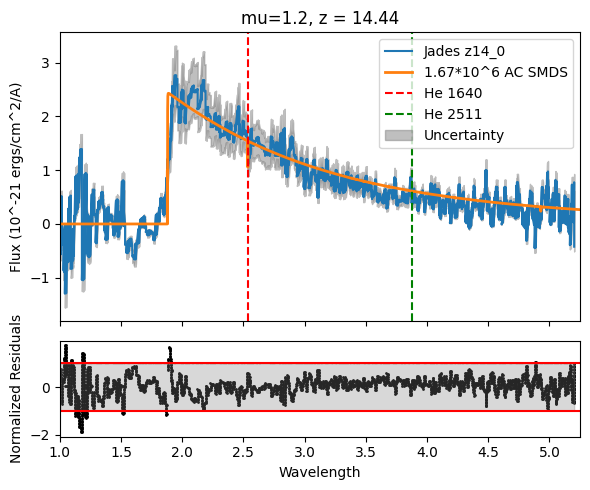 mu=1.2, z = 14.44
Flux (10^-21 ergs/cm^2/A)
3
2
1
0
−1
Jades z14_0
1.67*10^6 AC SMDS
He 1640
He 2511
Uncertainty
Normalized Residuals
0
−2
1.0 1.5 2.0 2.5 3.0 3.5 4.0 4.5 5.0
Wavelength